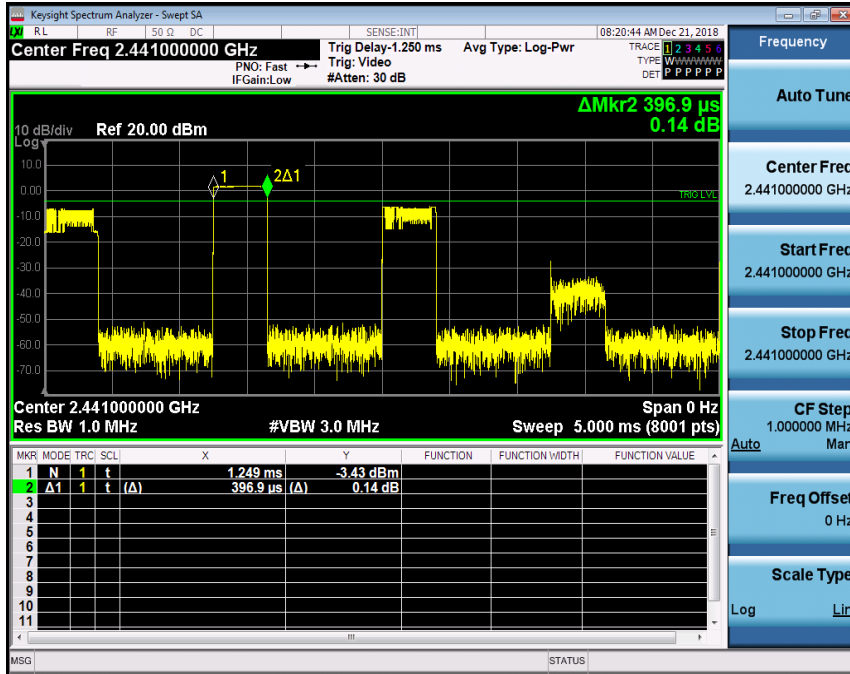 Keysight Spectrum Analyzer - Swept SA
LXI RL RF 50 Ω DC SENSE:INT 08:20:44 AM Dec 21, 2018
Center Freq 2.441000000 GHz
PNO: Fast
IFGain:Low
Trig Delay-1.250 ms
Trig: Video
#Atten: 30 dB
Avg Type: Log-Pwr
TRACE 1 2 3 4 5 6
TYPE WWWWWW
DET P P P P P P
ΔMkr2 396.9 µs
0.14 dB
10 dB/div Ref 20.00 dBm
Log
10.0
0.00
-10.0
-20.0
-30.0
-40.0
-50.0
-60.0
-70.0
1
2Δ1
TRIG LVL
Center 2.441000000 GHz Span 0 Hz
Res BW 1.0 MHz #VBW 3.0 MHz Sweep 5.000 ms (8001 pts)
MKR MODE TRC SCL X Y FUNCTION FUNCTION WIDTH FUNCTION VALUE
1 N 1 t 1.249 ms -3.43 dBm
2 Δ1 1 t (Δ) 396.9 µs (Δ) 0.14 dB
3
4
5
6
7
8
9
10
11
MSG STATUS
Frequency
Auto Tune
Center Freq
2.441000000 GHz
Start Freq
2.441000000 GHz
Stop Freq
2.441000000 GHz
CF Step
1.000000 MHz
Auto Man
Freq Offset
0 Hz
Scale Type
Log Lin